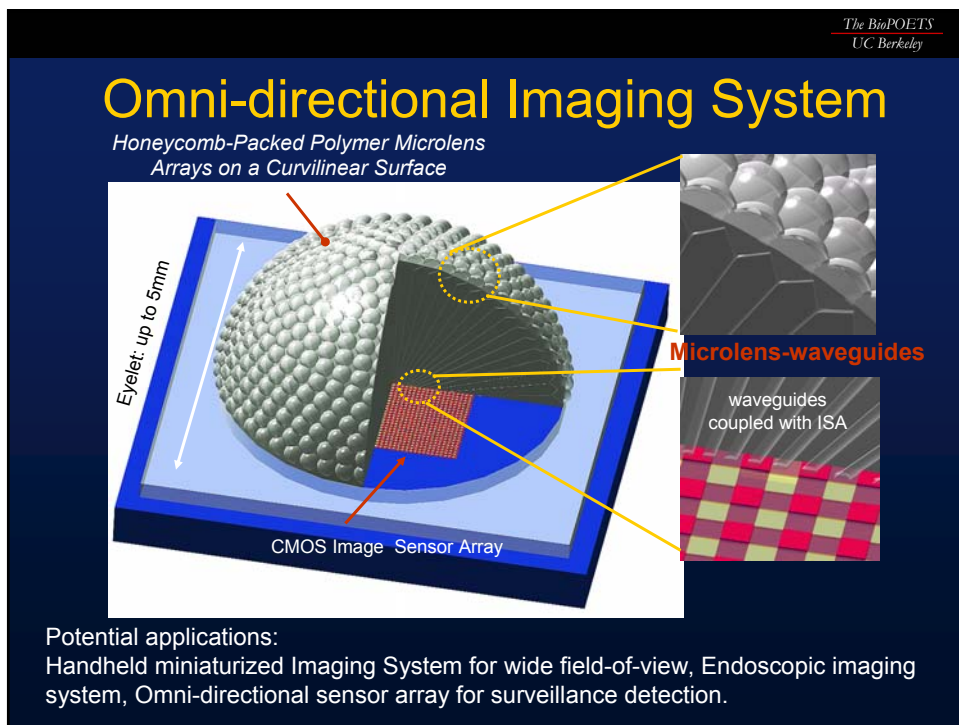 The BioPOETS
UC Berkeley
Omni-directional Imaging System
Honeycomb-Packed Polymer Microlens
Arrays on a Curvilinear Surface
Eyelet: up to 5mm
Microlens-waveguides
waveguides
coupled with ISA
CMOS Image Sensor Array
Potential applications:
Handheld miniaturized Imaging System for wide field-of-view, Endoscopic imaging
system, Omni-directional sensor array for surveillance detection.